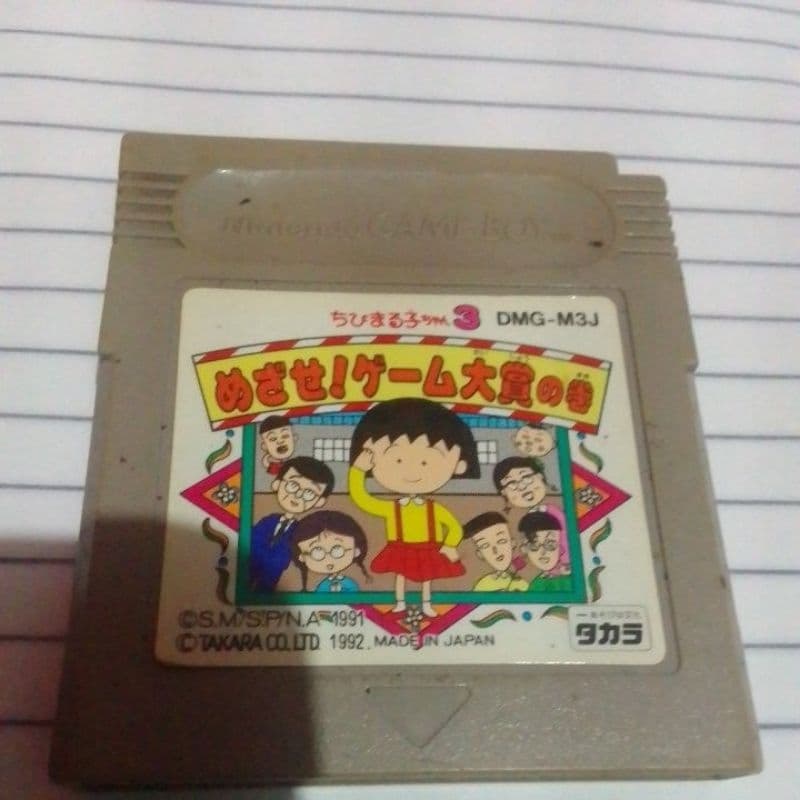 Nintendo GAME BOY
ちびまる子ちゃん3 DMG-M3J
めざせ!ゲーム大賞の巻
©S.M/S.P/N.A 1991
©TAKARA CO.,LTD. 1992. MADE IN JAPAN
タカラ